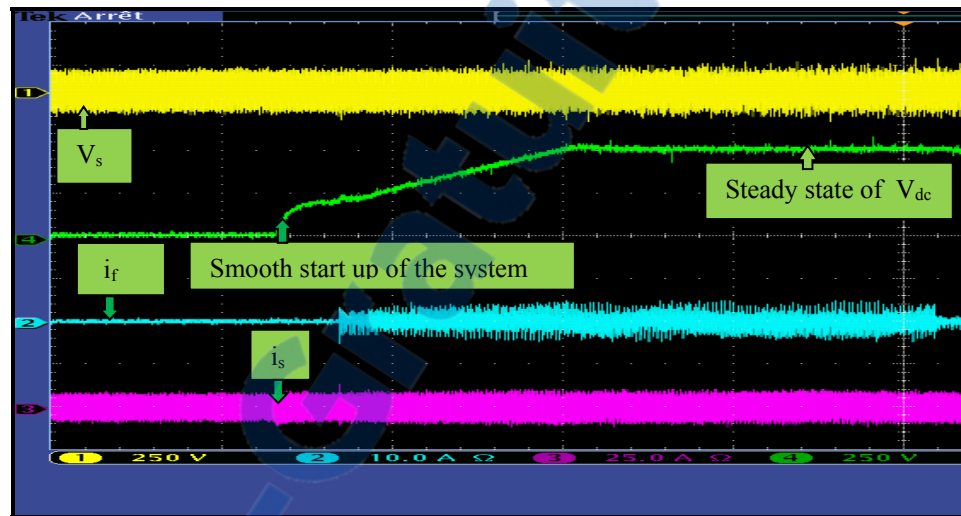 Tek Arrêt
1
Vs
Steady state of Vdc
4
if
Smooth start up of the system
2
is
3
1 250 V 2 10.0 A Ω 3 25.0 A Ω 4 250 V